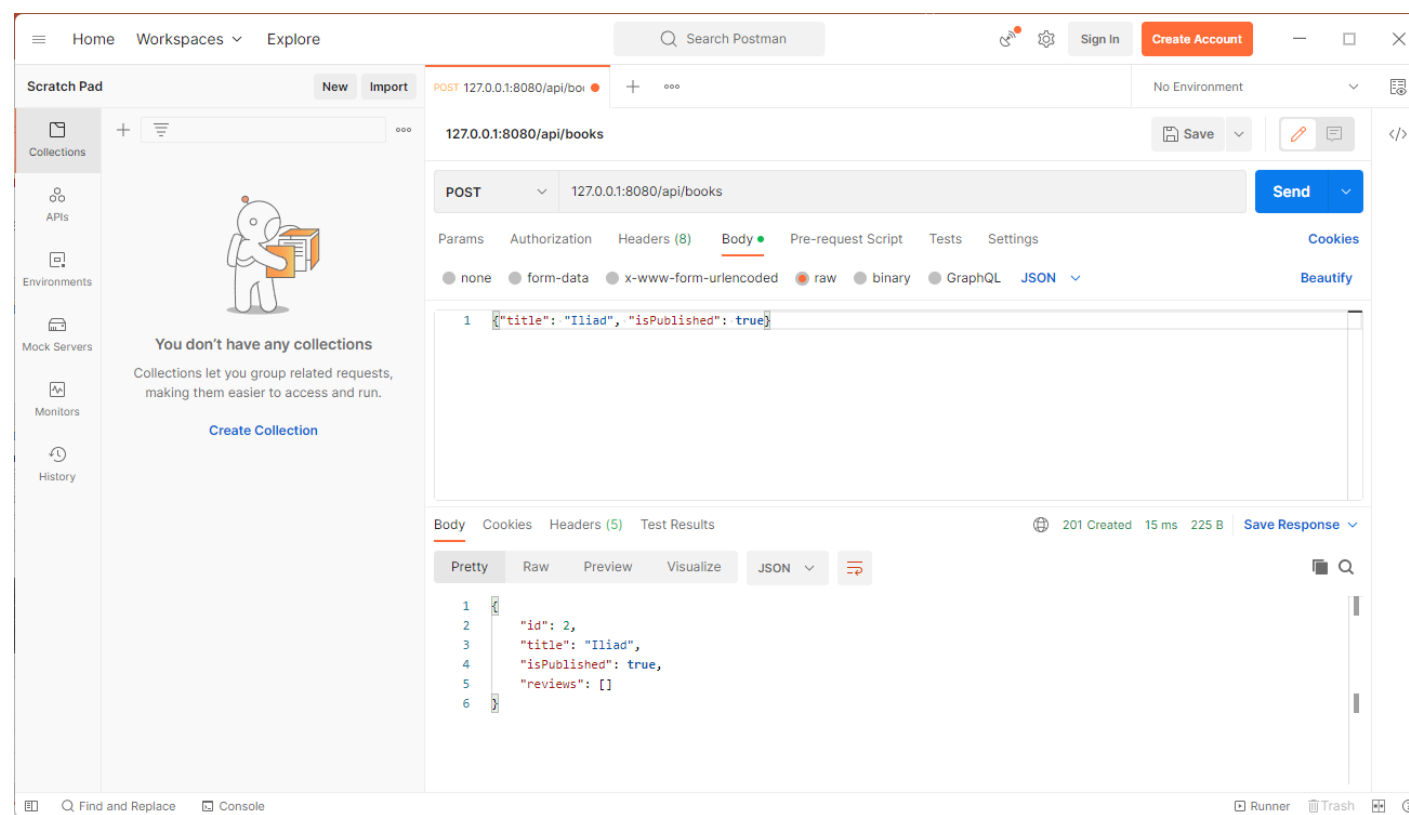 Home Workspaces Explore Search Postman Sign In Create Account
Scratch Pad New Import POST 127.0.0.1:8080/api/bo No Environment
Collections
APIs
Environments
Mock Servers
Monitors
History
You don't have any collections
Collections let you group related requests,
making them easier to access and run.
Create Collection
127.0.0.1:8080/api/books Save
POST 127.0.0.1:8080/api/books Send
Params Authorization Headers (8) Body Pre-request Script Tests Settings Cookies
none form-data x-www-form-urlencoded raw binary GraphQL JSON Beautify
1 {"title": "Iliad", "isPublished": true}
Body Cookies Headers (5) Test Results 201 Created 15 ms 225 B Save Response
Pretty Raw Preview Visualize JSON
1 {
2 "id": 2,
3 "title": "Iliad",
4 "isPublished": true,
5 "reviews": []
6 }
Find and Replace Console Runner Trash